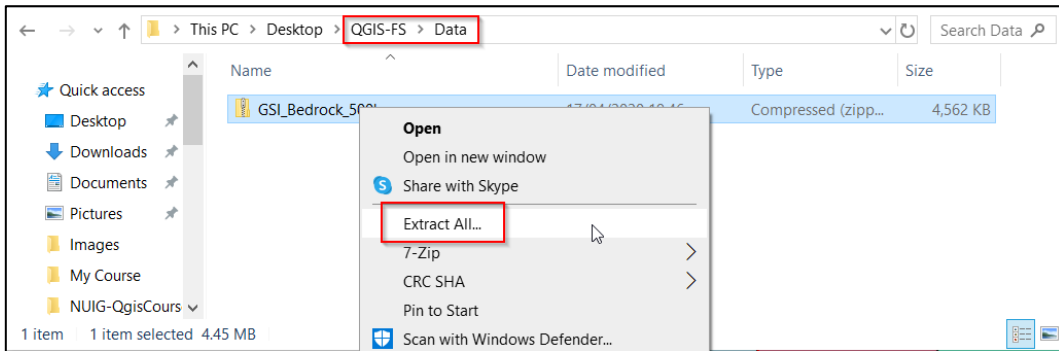 This PC > Desktop > QGIS-FS > Data
Search Data
Name Date modified Type Size
Quick access
GSI_Bedrock_500k Compressed (zipp... 4,562 KB
Desktop
Open
Downloads
Open in new window
Documents
Share with Skype
Pictures
Extract All...
Images
7-Zip
My Course
CRC SHA
NUIG-QgisCours
Pin to Start
1 item 1 item selected 4.45 MB
Scan with Windows Defender...